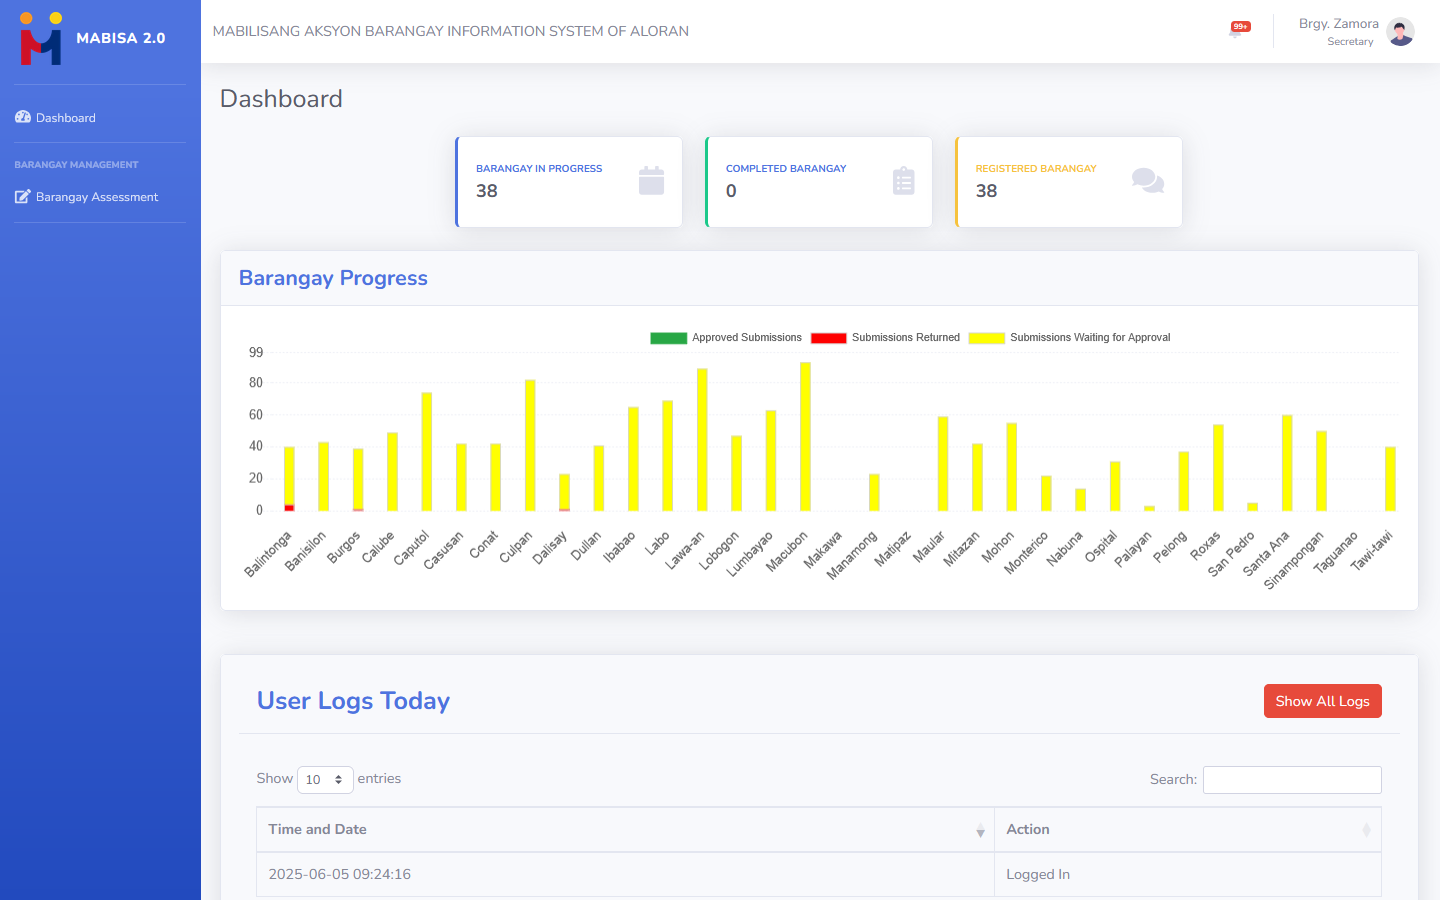 MABISA 2.0
MABILISANG AKSYON BARANGAY INFORMATION SYSTEM OF ALORAN
99+
Brgy. Zamora
Secretary
Dashboard
BARANGAY MANAGEMENT
Barangay Assessment
Dashboard
BARANGAY IN PROGRESS
38
COMPLETED BARANGAY
0
REGISTERED BARANGAY
38
Barangay Progress
Approved Submissions
Submissions Returned
Submissions Waiting for Approval
99
80
60
40
20
0
Balintonga
Banisilon
Burgos
Calube
Caputol
Casusan
Conat
Culpan
Dalisay
Dullan
Ibabao
Labo
Lawa-an
Lobogon
Lumbayao
Macubon
Makawa
Manamong
Matipaz
Maular
Mitazan
Mohon
Monterico
Nabuna
Ospital
Palayan
Pelong
Roxas
San Pedro
Santa Ana
Sinampongan
Taguanao
Tawi-tawi
User Logs Today
Show All Logs
Show 10 entries
Search:
Time and Date
Action
2025-06-05 09:24:16
Logged In